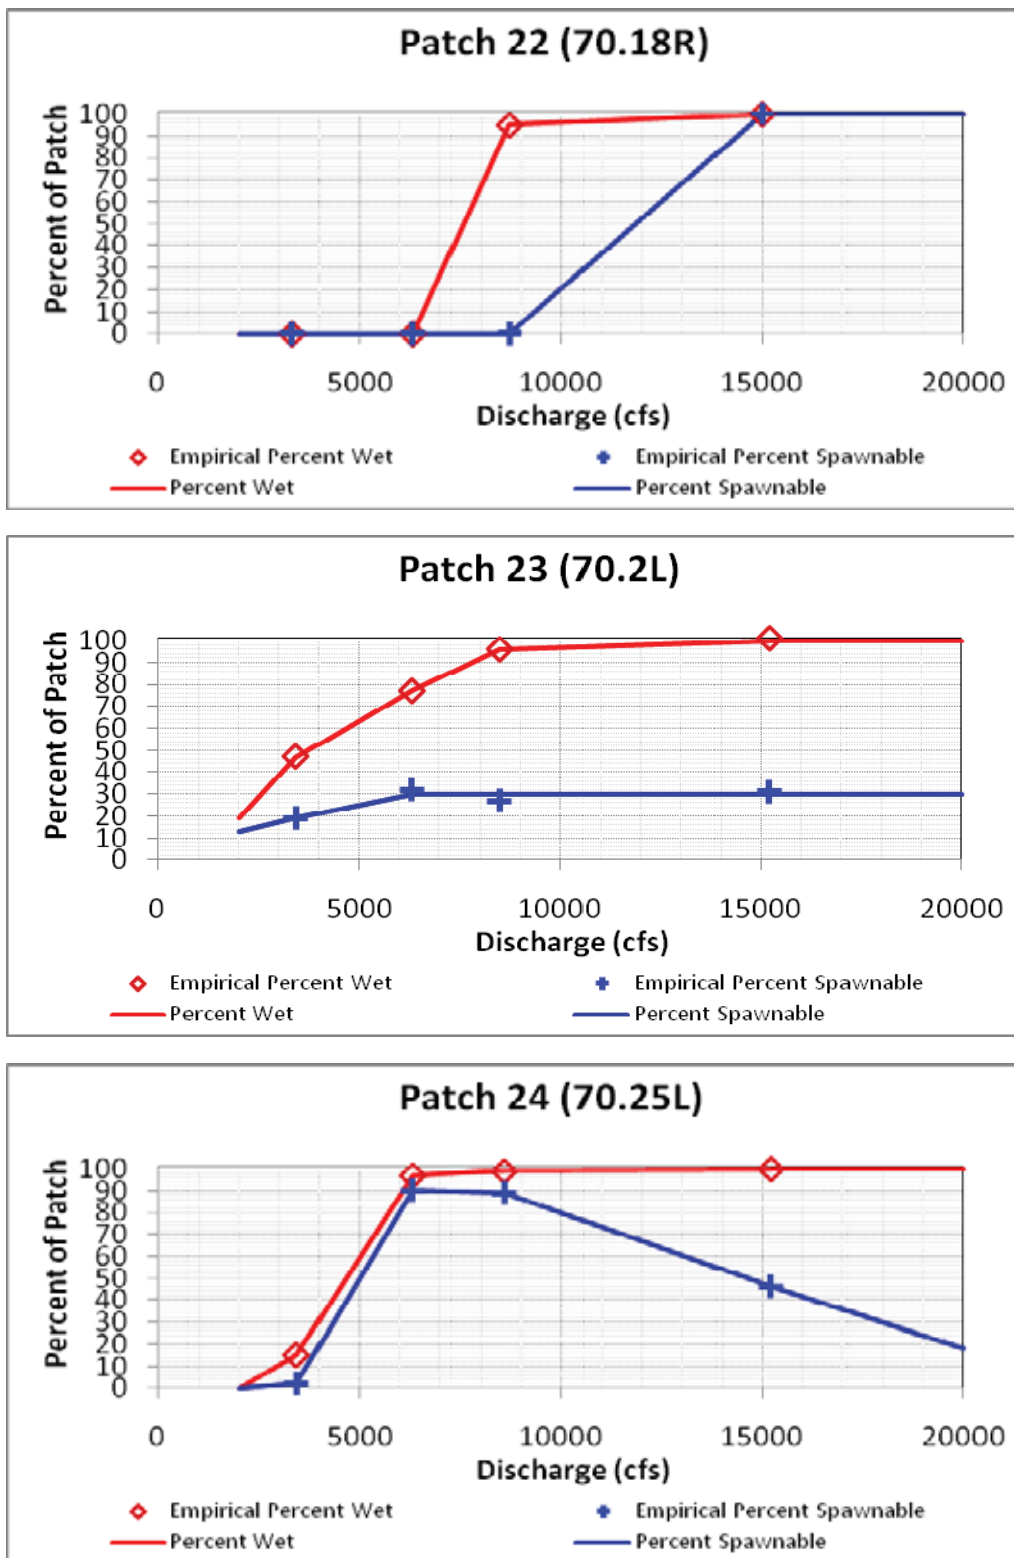 Patch 22 (70.18R)
Percent of Patch
100
90
80
70
60
50
40
30
20
10
0
0 5000 10000 15000 20000
Discharge (cfs)
Empirical Percent Wet Empirical Percent Spawnable
Percent Wet Percent Spawnable
Patch 23 (70.2L)
Percent of Patch
100
90
80
70
60
50
40
30
20
10
0
0 5000 10000 15000 20000
Discharge (cfs)
Empirical Percent Wet Empirical Percent Spawnable
Percent Wet Percent Spawnable
Patch 24 (70.25L)
Percent of Patch
100
90
80
70
60
50
40
30
20
10
0
0 5000 10000 15000 20000
Discharge (cfs)
Empirical Percent Wet Empirical Percent Spawnable
Percent Wet Percent Spawnable